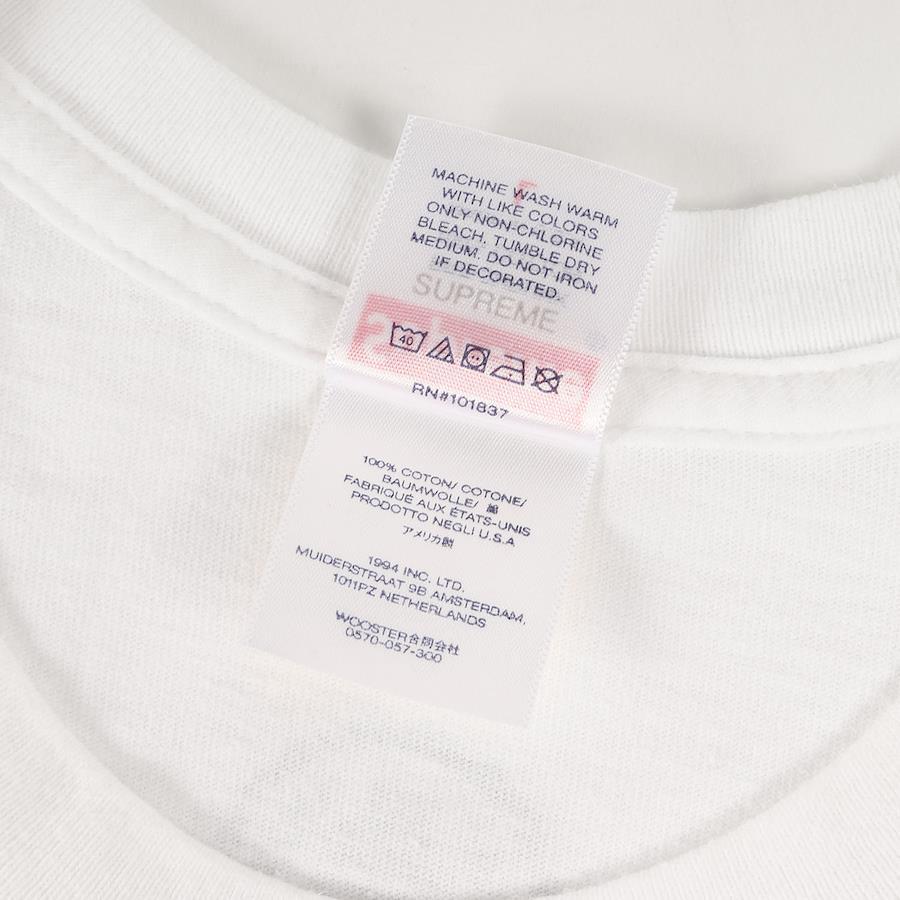 MACHINE WASH WARM
WITH LIKE COLORS
ONLY NON-CHLORINE
BLEACH. TUMBLE DRY
MEDIUM. DO NOT IRON
IF DECORATED.
SUPREME
40
RN#101837
100% COTON/ COTONE/
BAUMWOLLE/ 綿
FABRIQUÉ AUX ÉTATS-UNIS
PRODOTTO NEGLI U.S.A
アメリカ製
1994 INC. LTD.
MUIDERSTRAAT 9B AMSTERDAM,
1011PZ NETHERLANDS
WOOSTER合同会社
0570-057-300